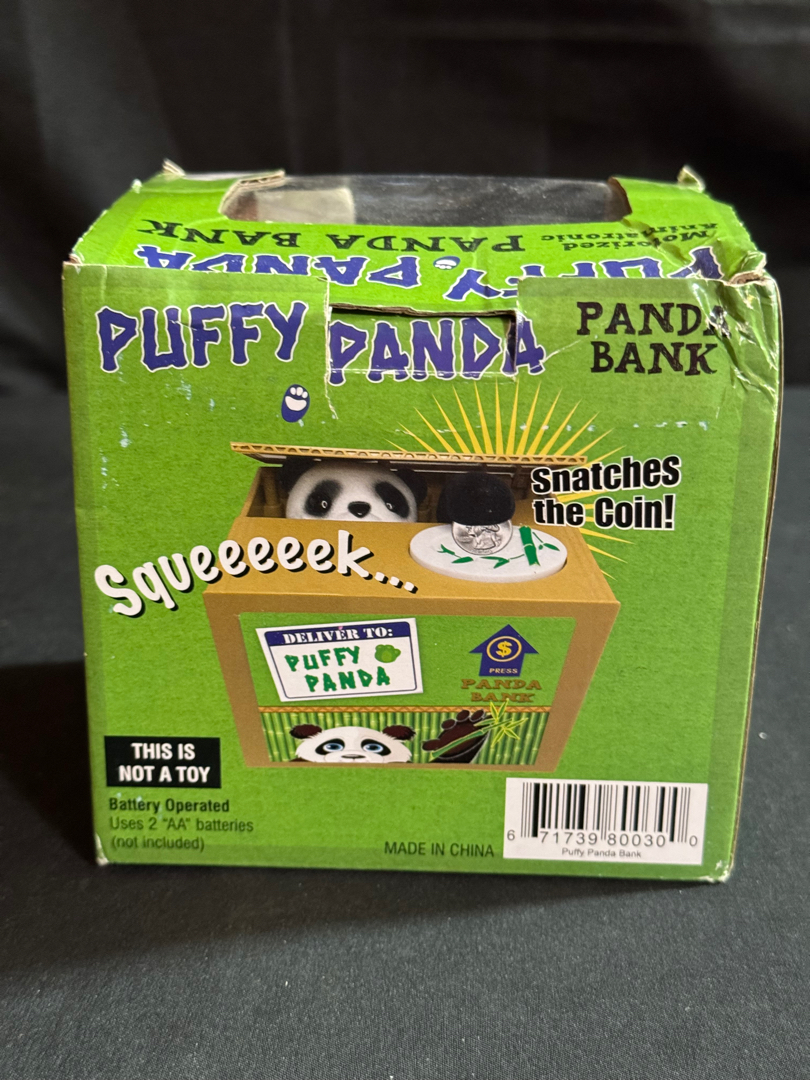 Motorized
Animatronic PANDA BANK
PUFFY PANDA
PUFFY PANDA
PANDA
BANK
Snatches
the Coin!
Squeeeeek...
DELIVER TO:
PUFFY
PANDA
$
PRESS
PANDA
BANK
THIS IS
NOT A TOY
Battery Operated
Uses 2 "AA" batteries
(not included)
MADE IN CHINA
6 71739 80030 0
Puffy Panda Bank